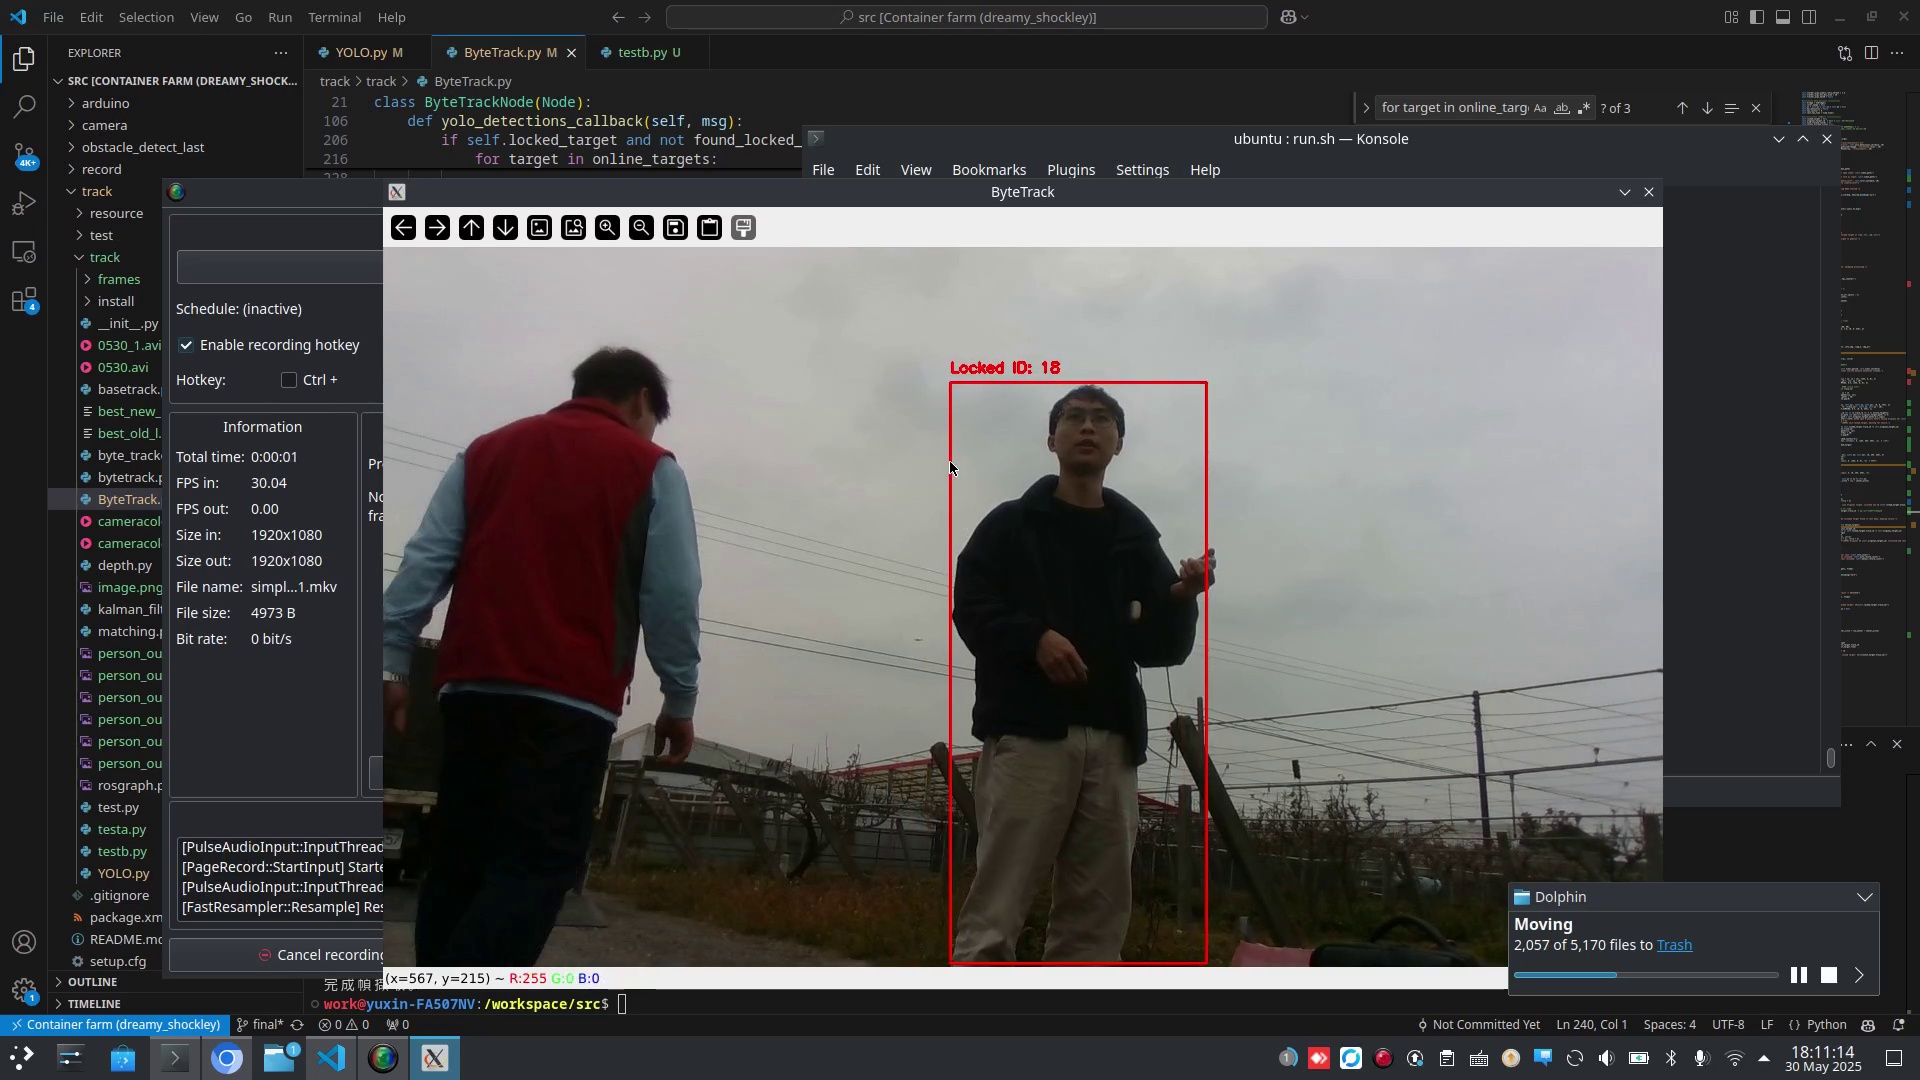 File Edit Selection View Go Run Terminal Help
src [Container farm (dreamy_shockley)]
EXPLORER
YOLO.py M
ByteTrack.py M
testb.py U
SRC [CONTAINER FARM (DREAMY_SHOCK...
track > track > ByteTrack.py
arduino
camera
obstacle_detect_last
record
track
resource
test
track
frames
install
__init__.py
0530_1.avi
0530.avi
basetrack.
best_new_
best_old_l.
byte_track
bytetrack.p
ByteTrack.
cameracol
cameracol
depth.py
image.png
kalman_filt
matching.p
person_ou
person_ou
person_ou
person_ou
person_ou
person_ou
rosgraph.p
test.py
testa.py
testb.py
YOLO.py
.gitignore
package.xm
README.md
setup.cfg
OUTLINE
TIMELINE
4K+
4
1
21 class ByteTrackNode(Node):
106 def yolo_detections_callback(self, msg):
206 if self.locked_target and not found_locked_
216 for target in online_targets:
for target in online_targ Aa ab .* ? of 3
ubuntu : run.sh — Konsole
File Edit View Bookmarks Plugins Settings Help
ByteTrack
Schedule: (inactive)
Enable recording hotkey
Hotkey: Ctrl +
Information
Total time: 0:00:01
FPS in: 30.04
FPS out: 0.00
Size in: 1920x1080
Size out: 1920x1080
File name: simpl...1.mkv
File size: 4973 B
Bit rate: 0 bit/s
Pr
No
fra
[PulseAudioInput::InputThread
[PageRecord::StartInput] Starte
[PulseAudioInput::InputThread
[FastResampler::Resample] Res
Cancel recording
Locked ID: 18
(x=567, y=215) ~ R:255 G:0 B:0
work@yuxin-FA507NV:/workspace/src$
Dolphin
Moving
2,057 of 5,170 files to Trash
Container farm (dreamy_shockley) final* 0 0 0
Not Committed Yet Ln 240, Col 1 Spaces: 4 UTF-8 LF {} Python
1
1
18:11:14
30 May 2025